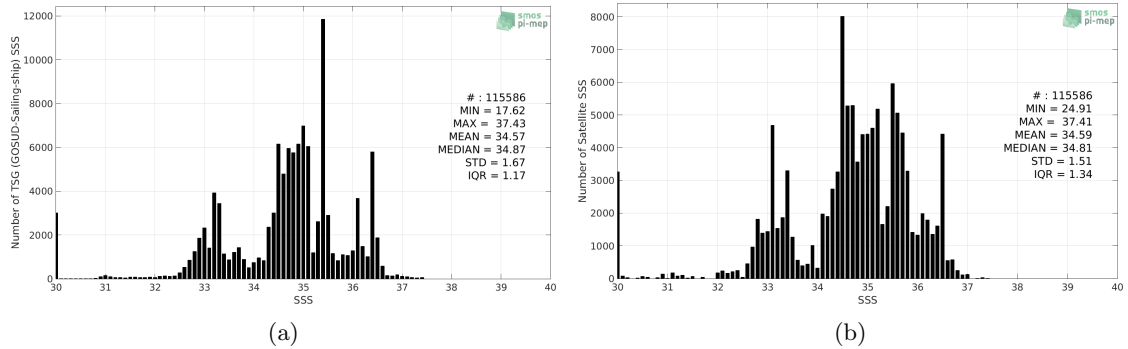 12000
10000
8000
6000
4000
2000
0
Number of TSG (GOSUD-Sailing-ship) SSS
smos
pi-mep
# : 115586
MIN = 17.62
MAX = 37.43
MEAN = 34.57
MEDIAN = 34.87
STD = 1.67
IQR = 1.17
30 31 32 33 34 35 36 37 38 39 40
SSS
(a)
8000
7000
6000
5000
4000
3000
2000
1000
0
Number of Satellite SSS
smos
pi-mep
# : 115586
MIN = 24.91
MAX = 37.41
MEAN = 34.59
MEDIAN = 34.81
STD = 1.51
IQR = 1.34
30 31 32 33 34 35 36 37 38 39 40
SSS
(b)